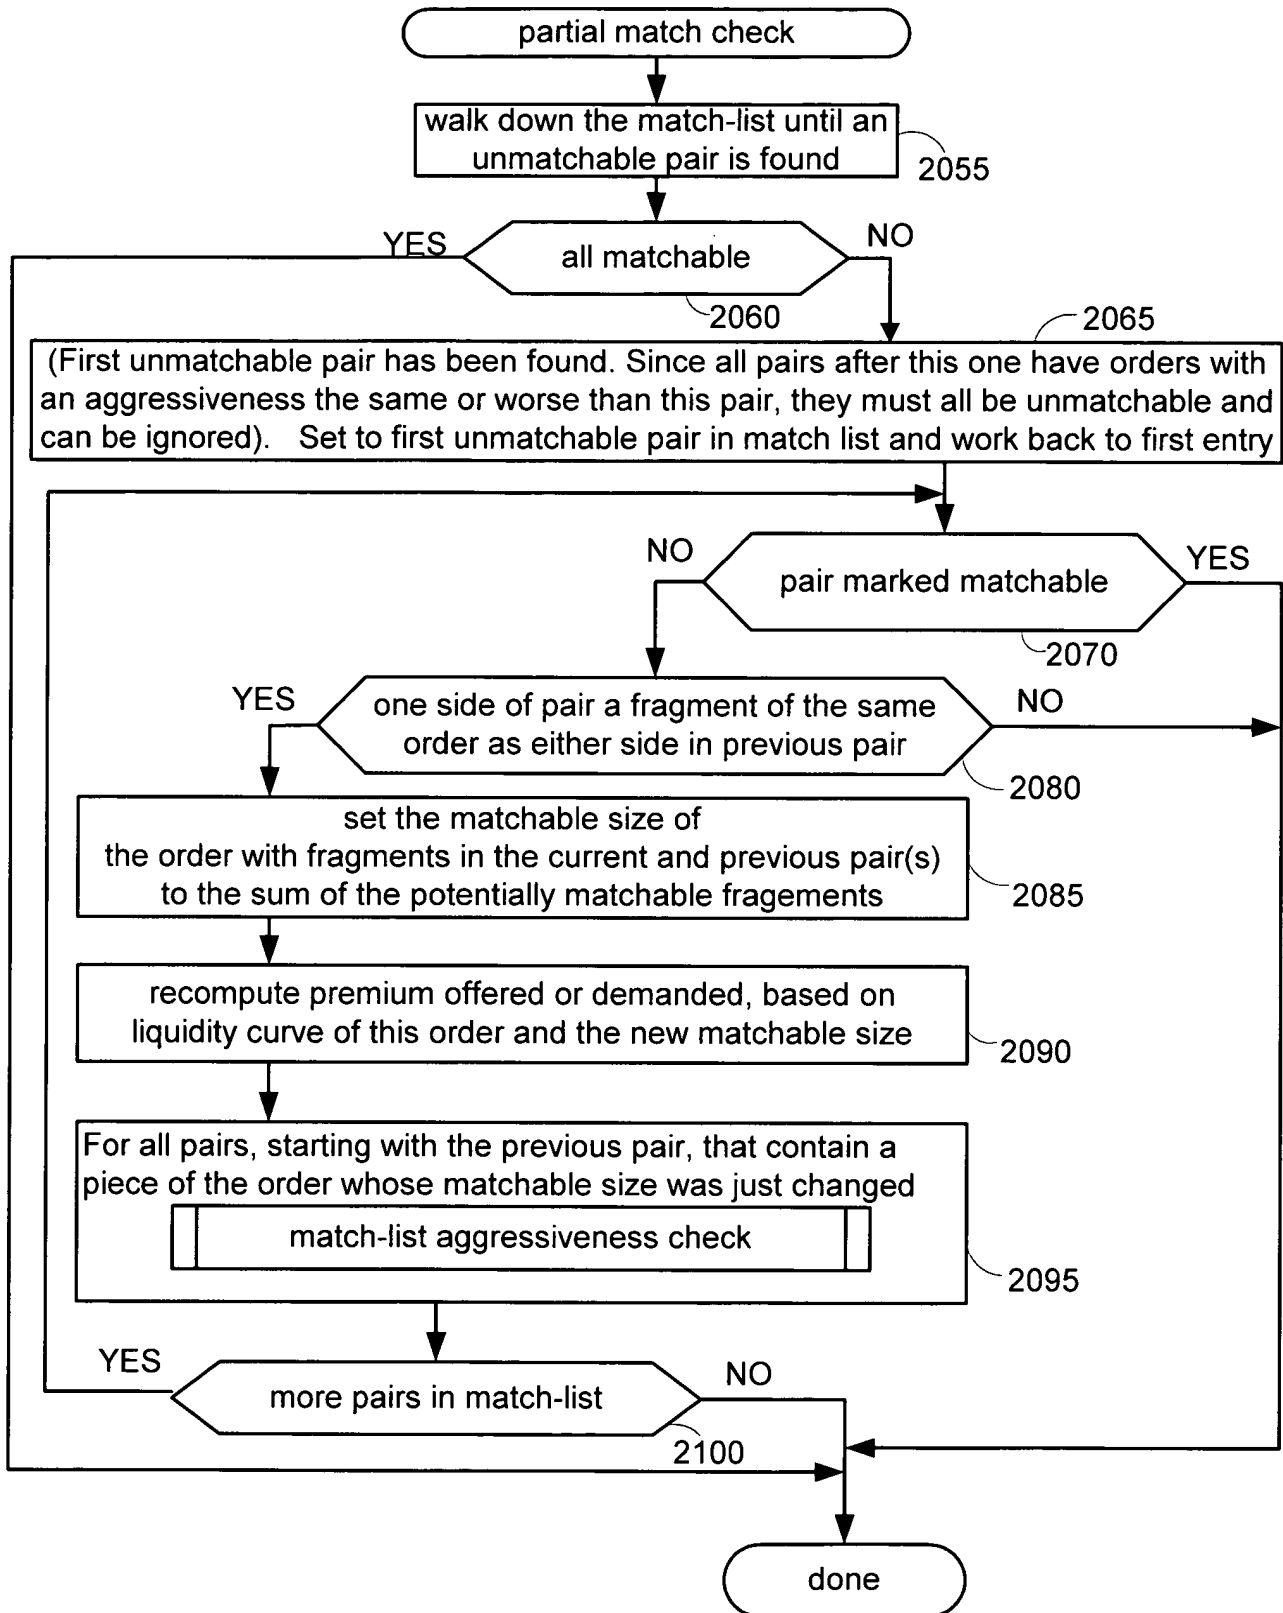 partial match check
walk down the match-list until an
unmatchable pair is found
2055
YES
all matchable
NO
2060
2065
(First unmatchable pair has been found. Since all pairs after this one have orders with
an aggressiveness the same or worse than this pair, they must all be unmatchable and
can be ignored). Set to first unmatchable pair in match list and work back to first entry
NO
pair marked matchable
YES
2070
YES
one side of pair a fragment of the same
order as either side in previous pair
NO
2080
set the matchable size of
the order with fragments in the current and previous pair(s)
to the sum of the potentially matchable fragements
2085
recompute premium offered or demanded, based on
liquidity curve of this order and the new matchable size
2090
For all pairs, starting with the previous pair, that contain a
piece of the order whose matchable size was just changed
match-list aggressiveness check
2095
YES
more pairs in match-list
NO
2100
done